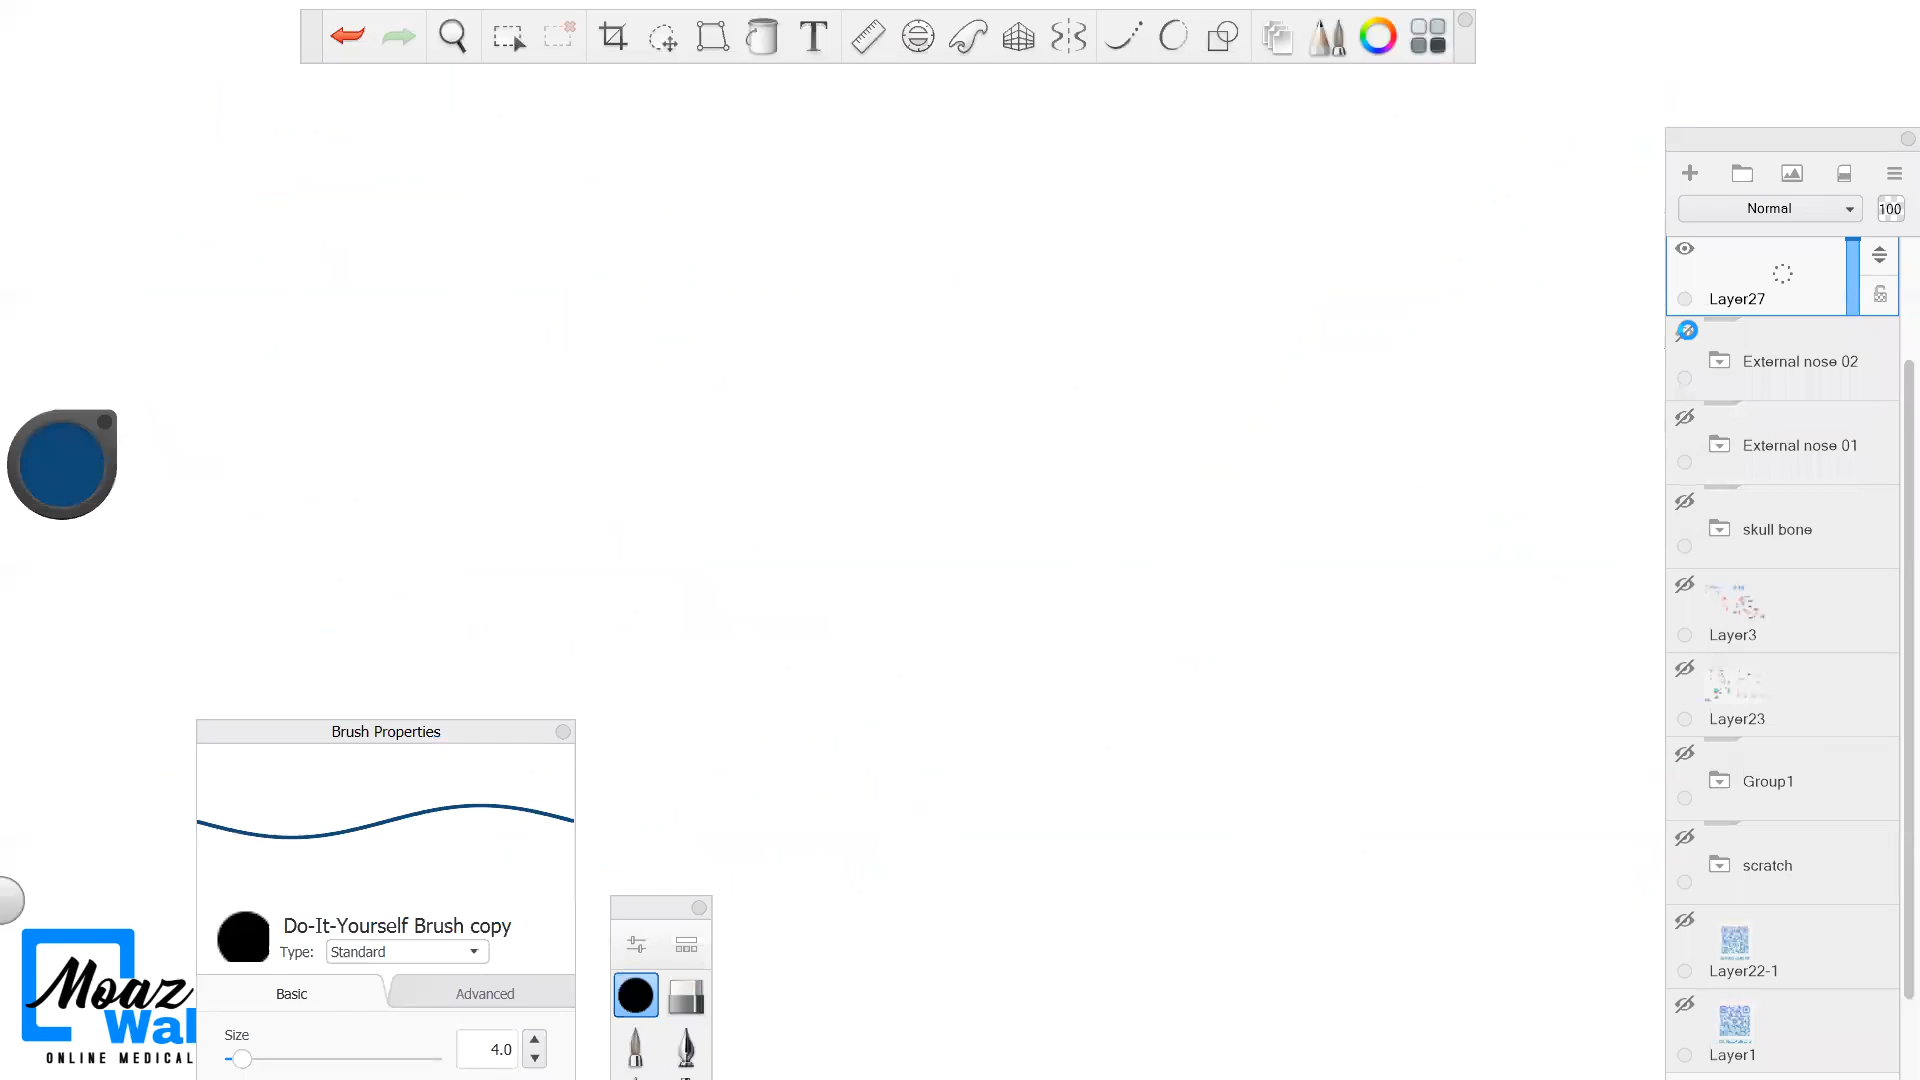 T
Normal
100
Layer27
External nose 02
External nose 01
skull bone
Layer3
Layer23
Group1
scratch
Layer22-1
Layer1
Brush Properties
Do-It-Yourself Brush copy
Type: Standard
Basic Advanced
Size
4.0
Moaz
Wal
ONLINE MEDICAL